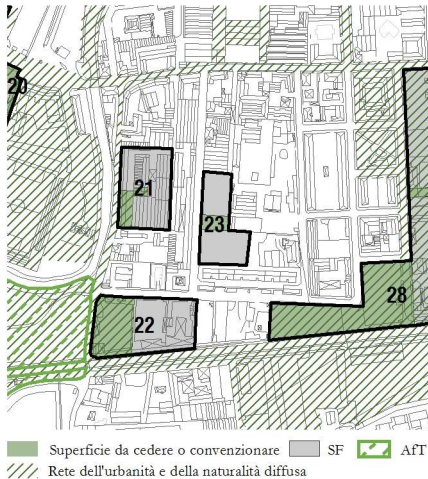 20
21
23
28
22
Superficie da cedere o convenzionare SF AfT
Rete dell'urbanità e della naturalità diffusa